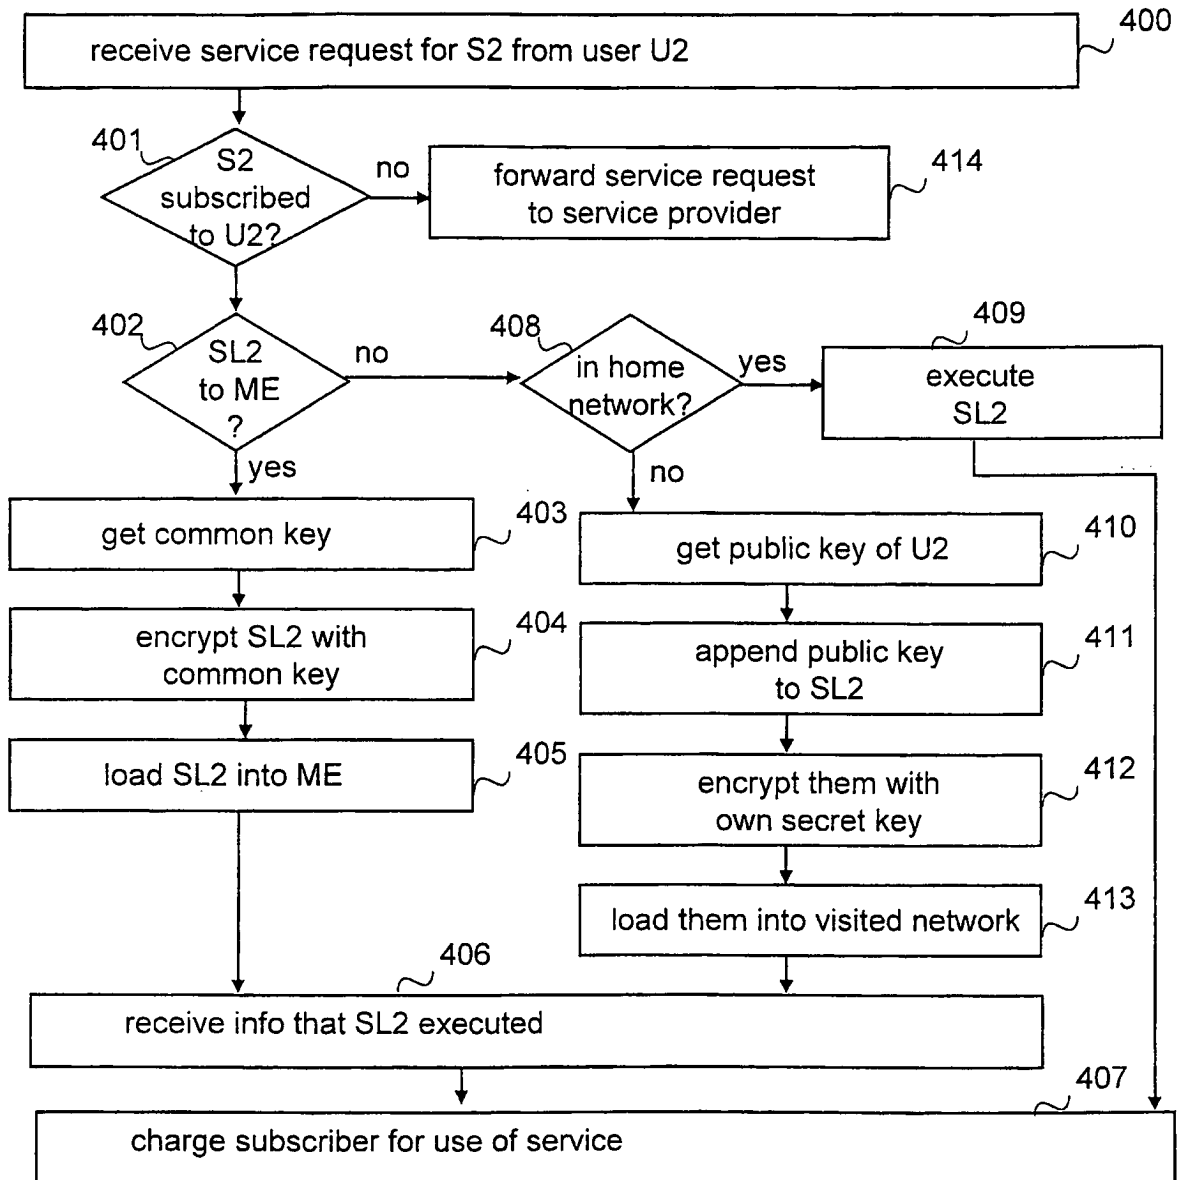 400
receive service request for S2 from user U2
401
S2
subscribed
to U2?
no
forward service request
to service provider
414
402
SL2
to ME
?
no
yes
408
in home
network?
yes
no
409
execute
SL2
get common key
403
get public key of U2
410
encrypt SL2 with
common key
404
append public key
to SL2
411
load SL2 into ME
405
encrypt them with
own secret key
412
load them into visited network
413
406
receive info that SL2 executed
407
charge subscriber for use of service